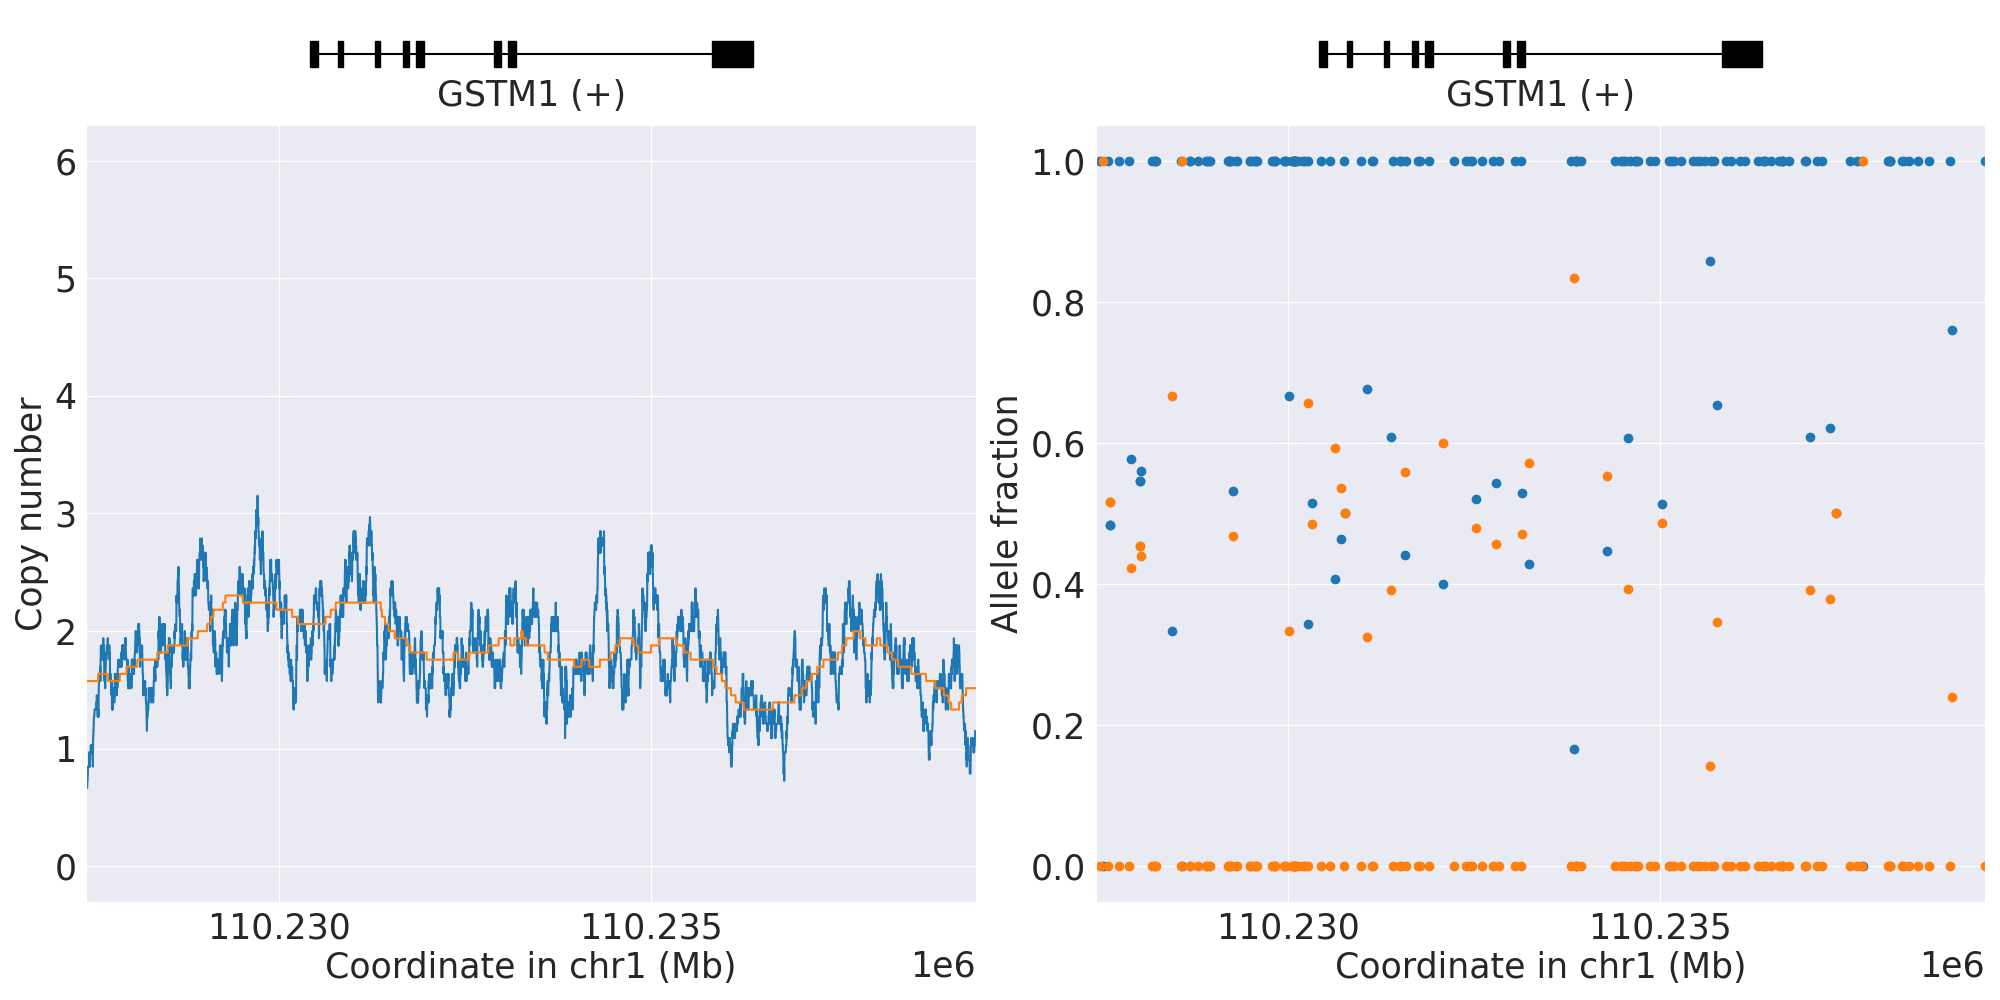 GSTM1 (+)
GSTM1 (+)
6
5
4
3
2
1
0
Copy number
110.230
110.235
Coordinate in chr1 (Mb)
1e6
1.0
0.8
0.6
0.4
0.2
0.0
Allele fraction
110.230
110.235
Coordinate in chr1 (Mb)
1e6